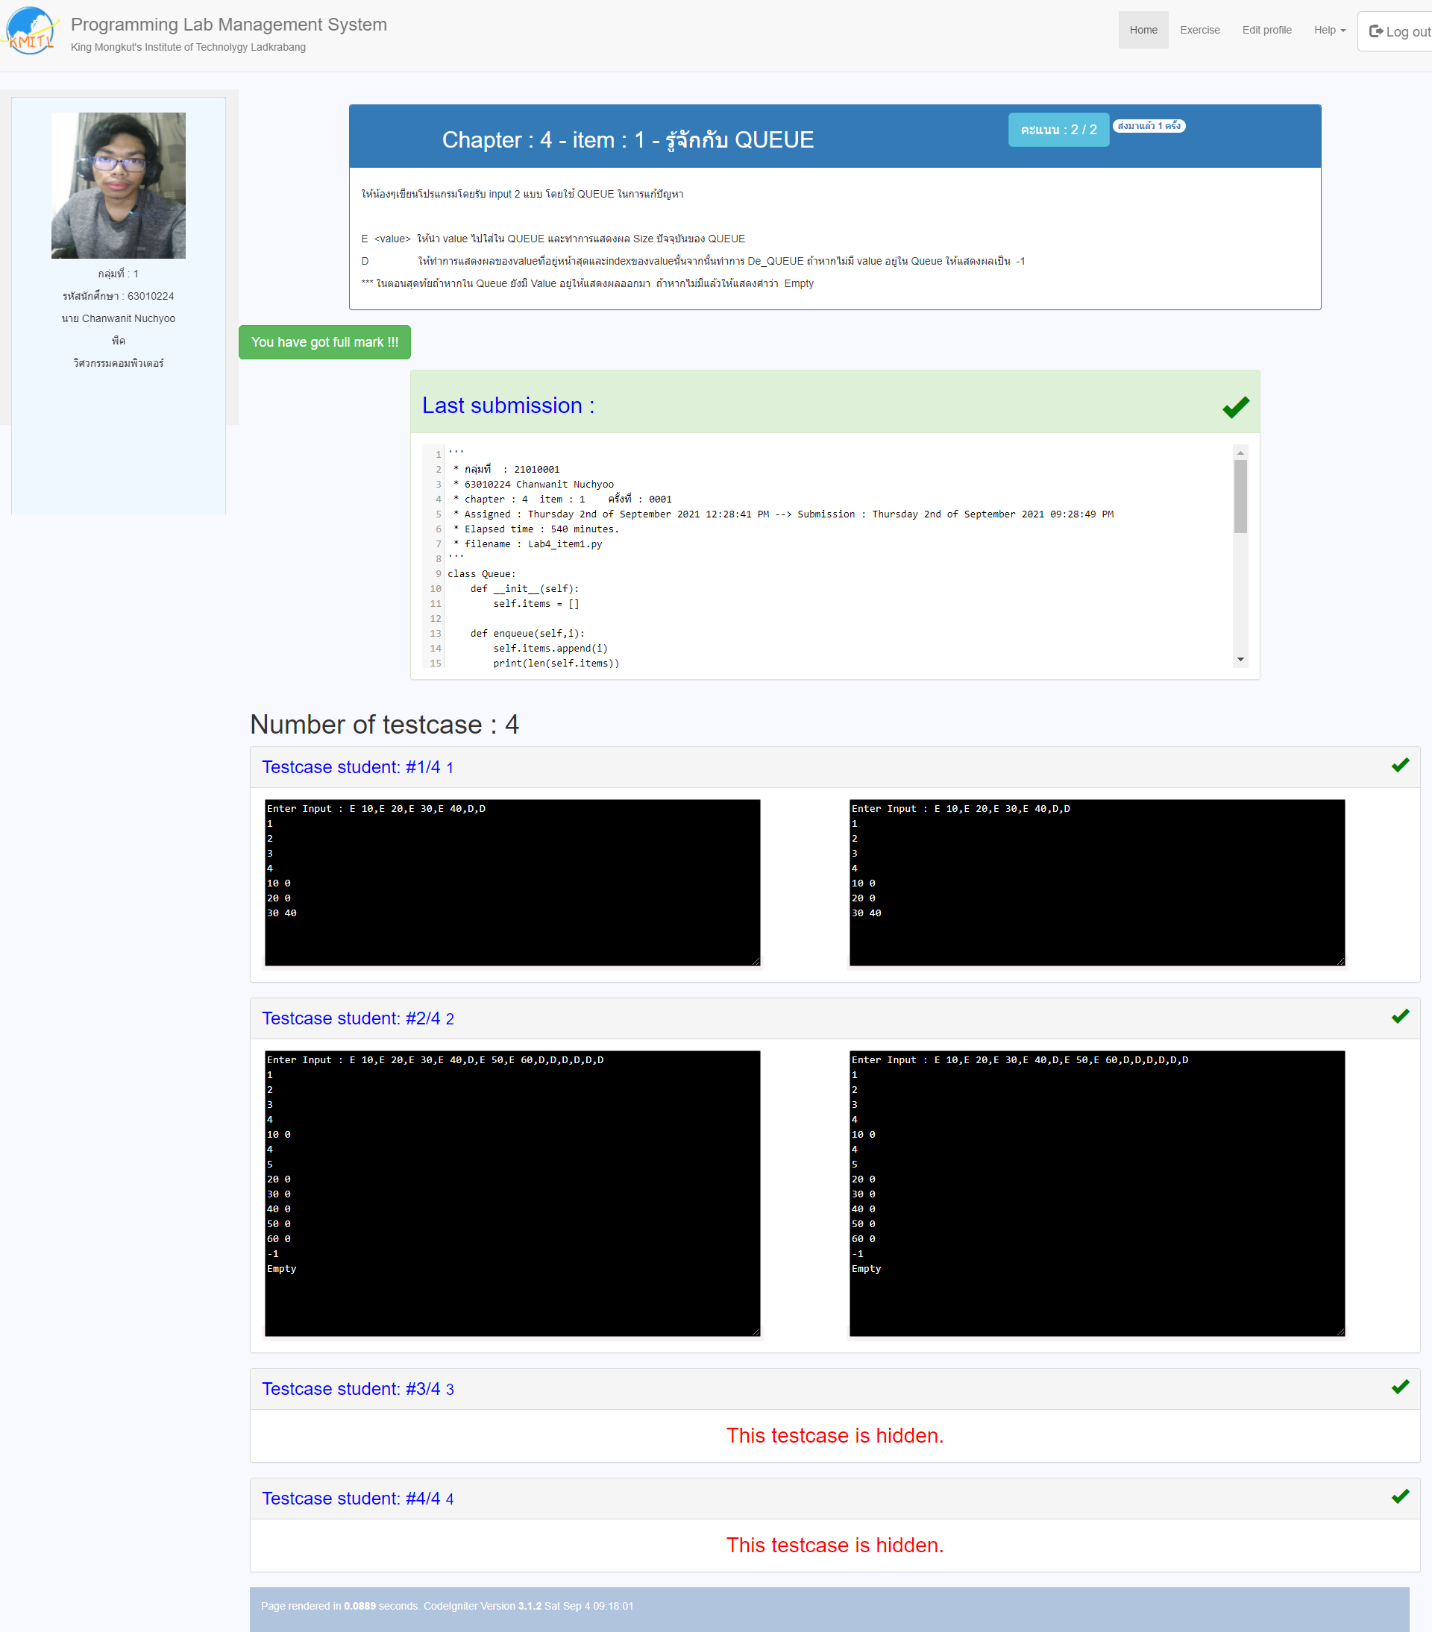 KMITL
Programming Lab Management System
King Mongkut's Institute of Technolygy Ladkrabang
Home Exercise Edit profile Help Log out
กลุ่มที่ : 1
รหัสนักศึกษา : 63010224
นาย Chanwanit Nuchyoo
พีค
วิศวกรรมคอมพิวเตอร์
Chapter : 4 - item : 1 - รู้จักกับ QUEUE
คะแนน : 2 / 2
ส่งมาแล้ว 1 ครั้ง
ให้น้องๆเขียนโปรแกรมโดยรับ input 2 แบบ โดยใช้ QUEUE ในการแก้ปัญหา
E <value> ให้นำ value ไปใส่ใน QUEUE และทำการแสดงผล Size ปัจจุบันของ QUEUE
D ให้ทำการแสดงผลของvalueที่อยู่หน้าสุดและindexของvalueนั้นจากนั้นทำการ De_QUEUE ถ้าหากไม่มี value อยู่ใน Queue ให้แสดงผลเป็น -1
*** ในตอนสุดท้ายถ้าหากใน Queue ยังมี Value อยู่ให้แสดงผลออกมา ถ้าหากไม่มีแล้วให้แสดงคำว่า Empty
You have got full mark !!!
Last submission :
1 '''
2 * กลุ่มที่ : 21010001
3 * 63010224 Chanwanit Nuchyoo
4 * chapter : 4 item : 1 ครั้งที่ : 0001
5 * Assigned : Thursday 2nd of September 2021 12:28:41 PM --> Submission : Thursday 2nd of September 2021 09:28:49 PM
6 * Elapsed time : 540 minutes.
7 * filename : Lab4_item1.py
8 '''
9 class Queue:
10 def __init__(self):
11 self.items = []
12
13 def enqueue(self,i):
14 self.items.append(i)
15 print(len(self.items))
Number of testcase : 4
Testcase student: #1/4 1
Enter Input : E 10,E 20,E 30,E 40,D,D
1
2
3
4
10 0
20 0
30 40
Enter Input : E 10,E 20,E 30,E 40,D,D
1
2
3
4
10 0
20 0
30 40
Testcase student: #2/4 2
Enter Input : E 10,E 20,E 30,E 40,D,E 50,E 60,D,D,D,D,D,D
1
2
3
4
10 0
4
5
20 0
30 0
40 0
50 0
60 0
-1
Empty
Enter Input : E 10,E 20,E 30,E 40,D,E 50,E 60,D,D,D,D,D,D
1
2
3
4
10 0
4
5
20 0
30 0
40 0
50 0
60 0
-1
Empty
Testcase student: #3/4 3
This testcase is hidden.
Testcase student: #4/4 4
This testcase is hidden.
Page rendered in 0.0889 seconds. CodeIgniter Version 3.1.2 Sat Sep 4 09:18:01